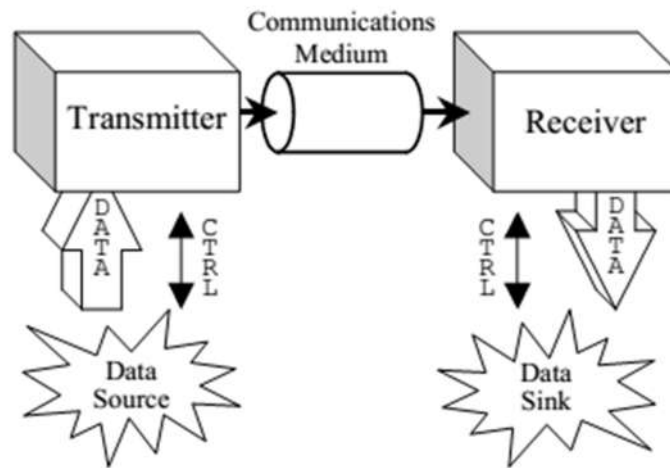 Communications
Medium
Transmitter
Receiver
DATA
CTRL
CTRL
DATA
Data
Source
Data
Sink